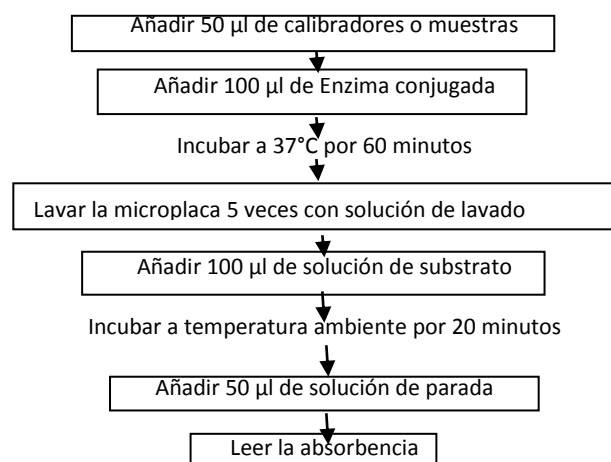 Añadir 50 µl de calibradores o muestras
Añadir 100 µl de Enzima conjugada
Incubar a 37°C por 60 minutos
Lavar la microplaca 5 veces con solución de lavado
Añadir 100 µl de solución de substrato
Incubar a temperatura ambiente por 20 minutos
Añadir 50 µl de solución de parada
Leer la absorbencia